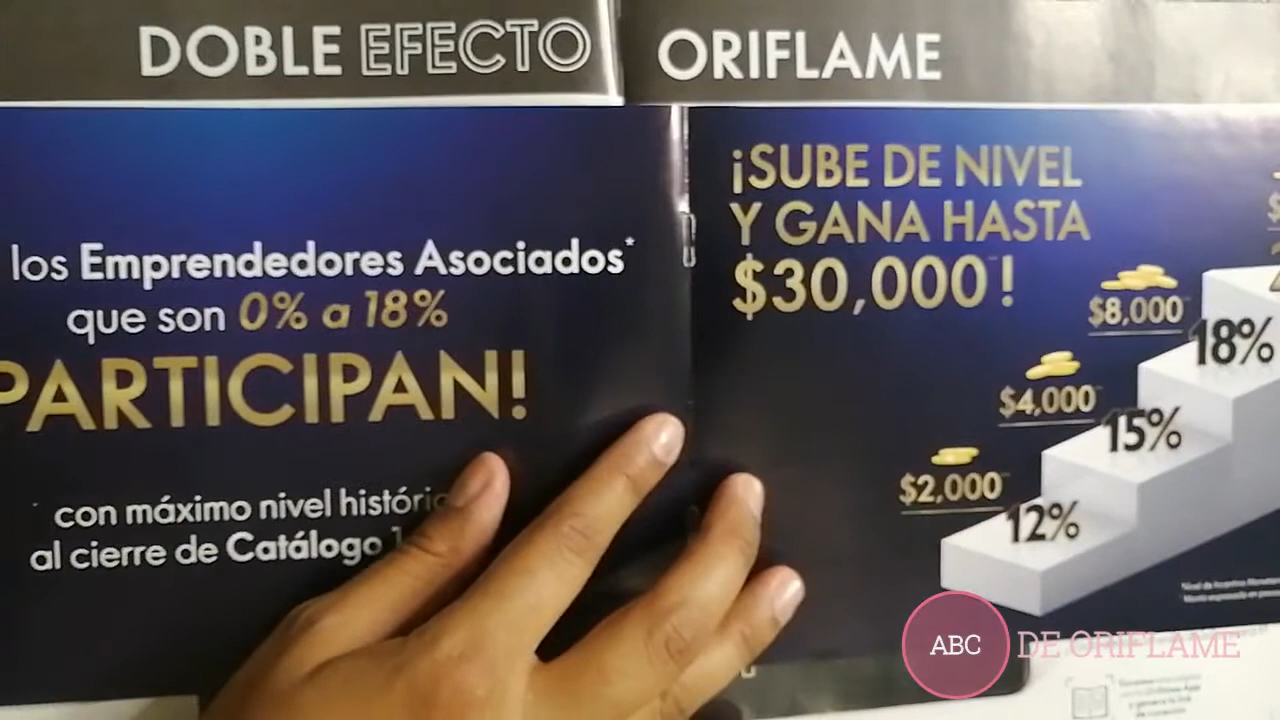 DOBLE EFECTO ORIFLAME
los Emprendedores Asociados*
que son 0% a 18%
PARTICIPAN!
con máximo nivel
al cierre de Catálogo
¡SUBE DE NIVEL
Y GANA HASTA
$30,000!
$8,000
18%
$4,000
15%
$2,000
12%
ABC DE ORIFLAME